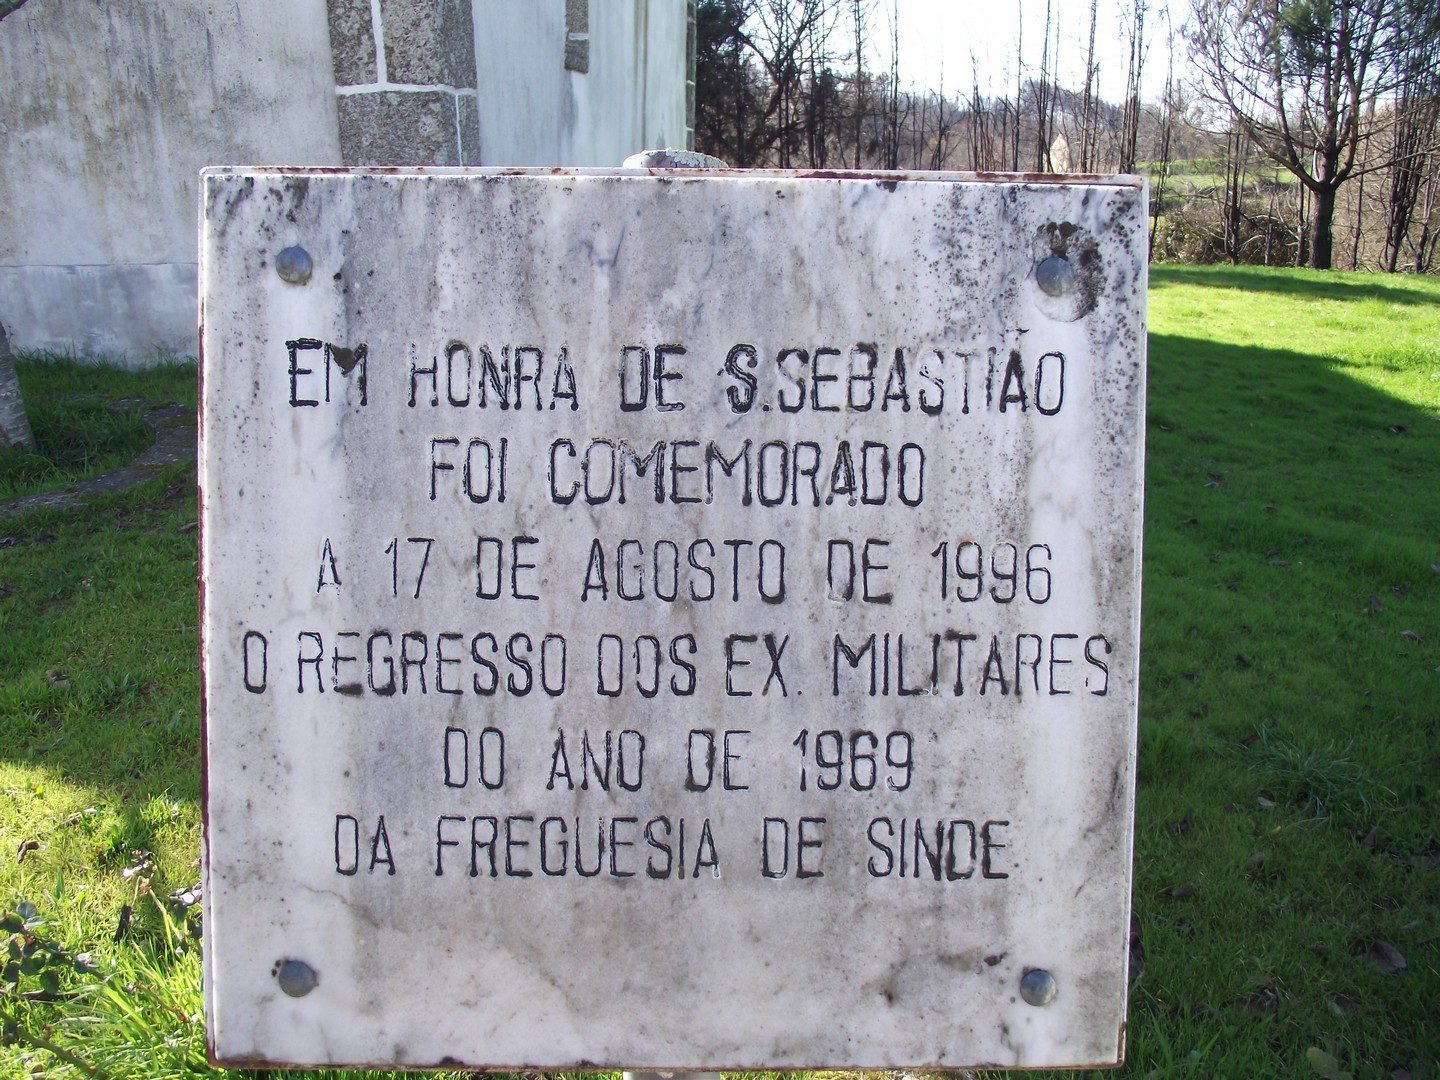 EM HONRA DE S.SEBASTIÃO
FOI COMEMORADO
A 17 DE AGOSTO DE 1996
O REGRESSO DOS EX. MILITARES
DO ANO DE 1969
DA FREGUESIA DE SINDE